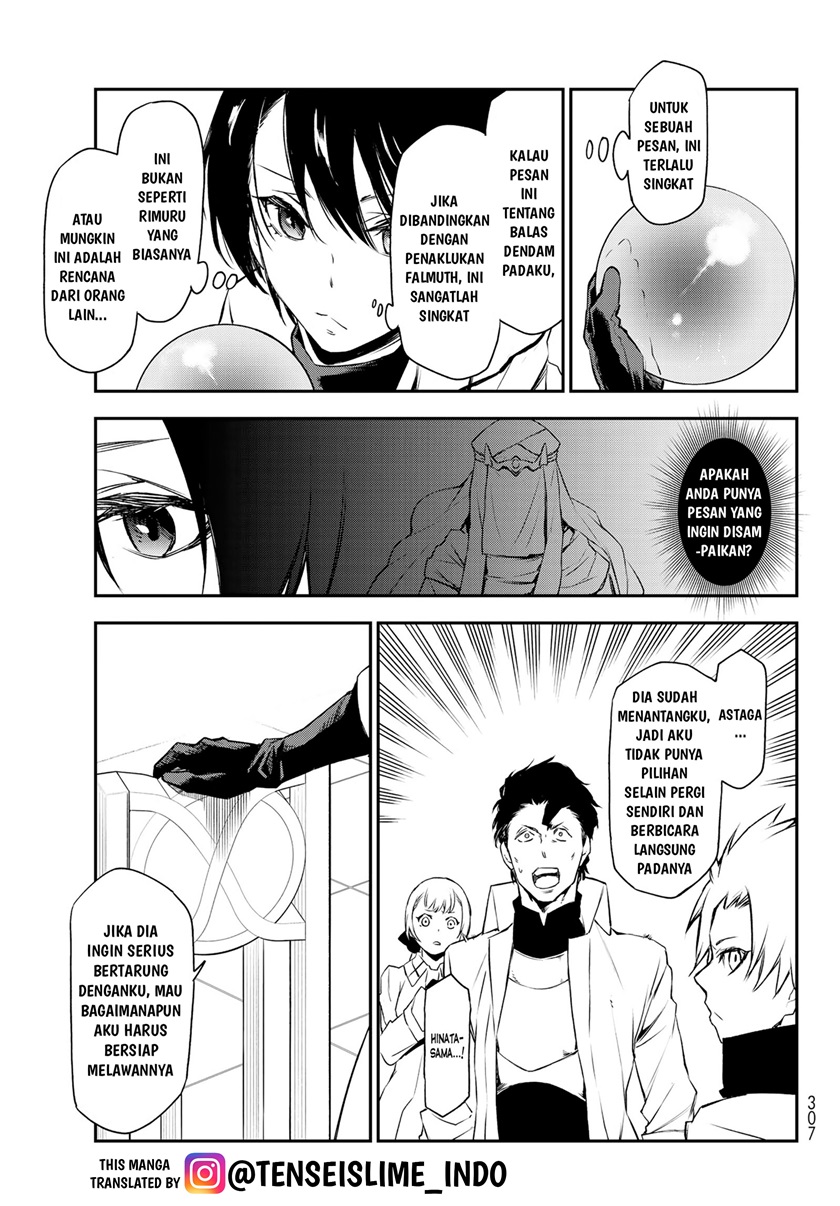 UNTUK
SEBUAH
PESAN, INI
TERLALU
SINGKAT
KALAU
PESAN
INI
TENTANG
BALAS
DENDAM
PADAKU,
JIKA
DIBANDINGKAN
DENGAN
PENAKLUKAN
FALMUTH, INI
SANGATLAH
SINGKAT
INI
BUKAN
SEPERTI
RIMURU
YANG
BIASANYA
ATAU
MUNGKIN
INI ADALAH
RENCANA
DARI ORANG
LAIN...
APAKAH
ANDA PUNYA
PESAN YANG
INGIN DISAM
-PAIKAN?
ASTAGA
...
DIA SUDAH
MENANTANGKU,
JADI AKU
TIDAK PUNYA
PILIHAN
SELAIN PERGI
SENDIRI DAN
BERBICARA
LANGSUNG
PADANYA
HINATA-
SAMA...!
JIKA DIA
INGIN SERIUS
BERTARUNG
DENGANKU, MAU
BAGAIMANAPUN
AKU HARUS
BERSIAP
MELAWANNYA
307
THIS MANGA
TRANSLATED BY
@TENSEISLIME_INDO